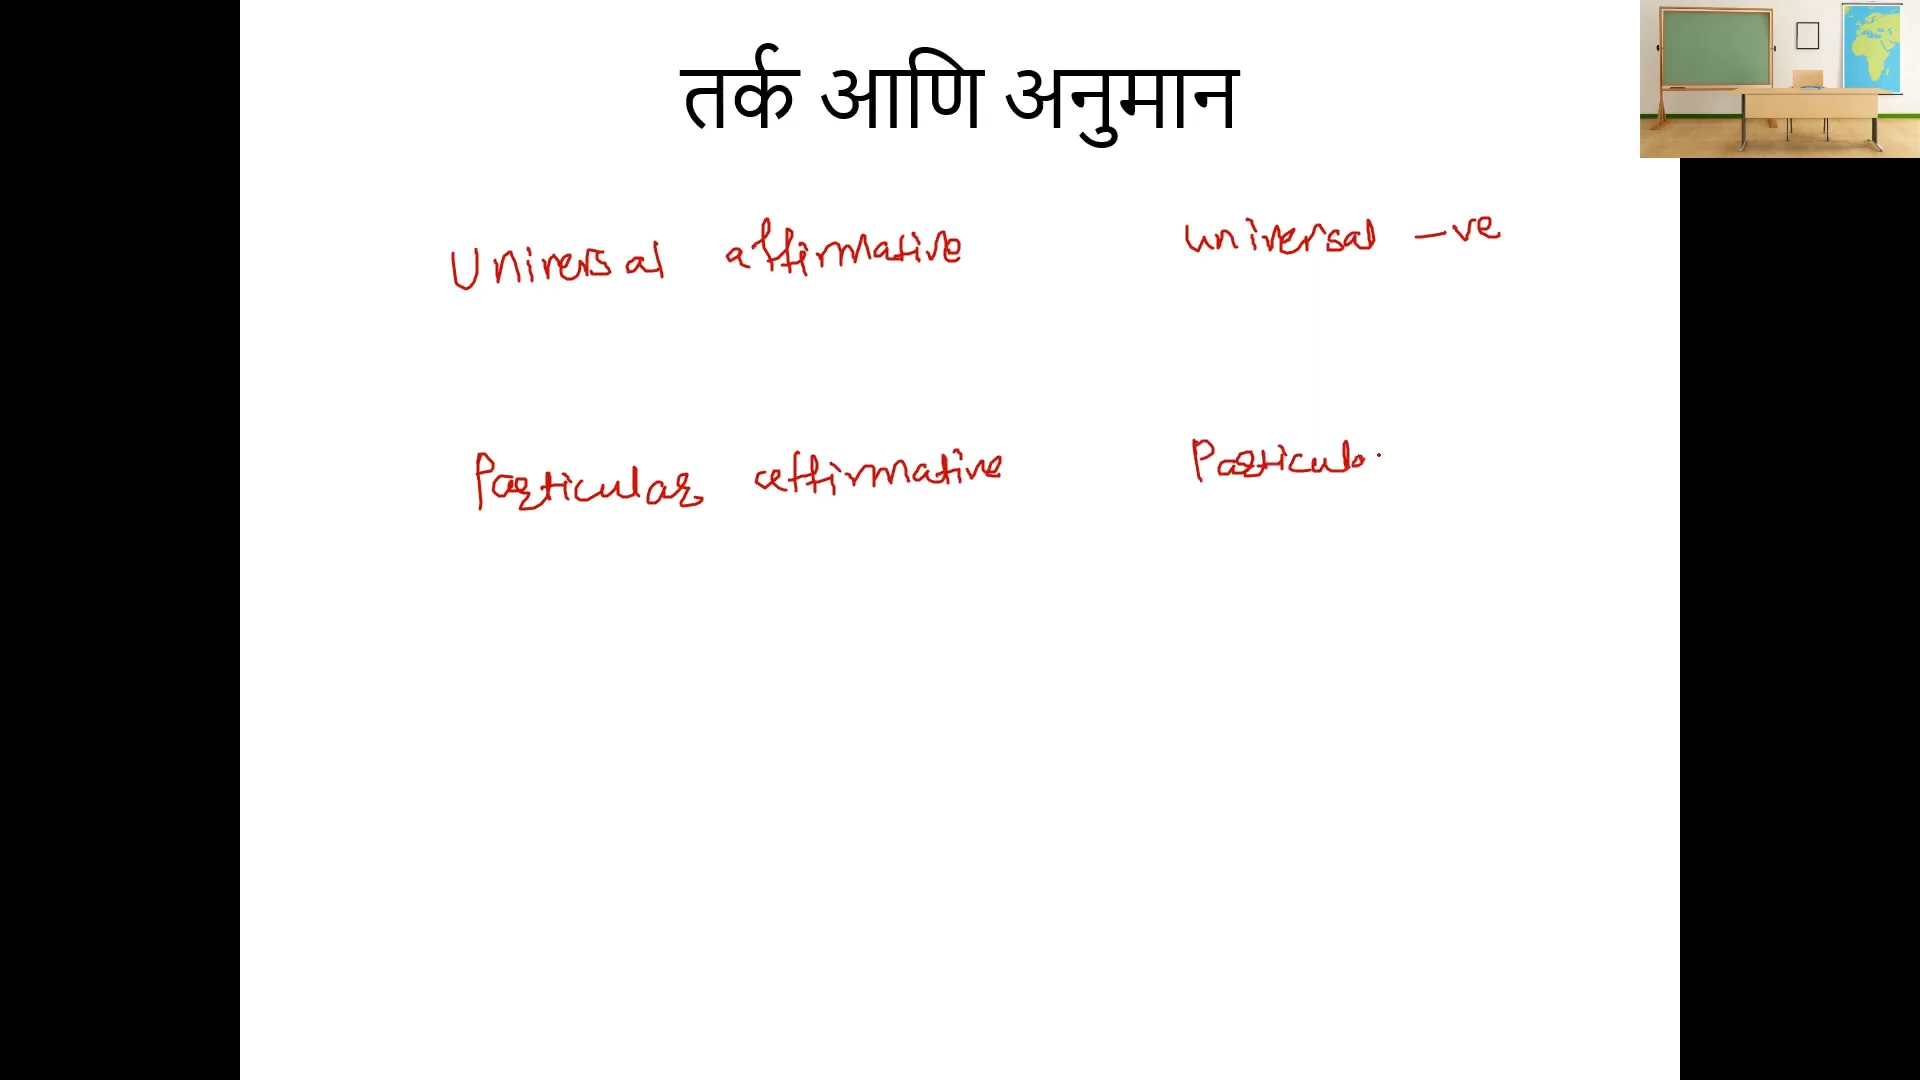 तर्क आणि अनुमान
Universal affirmative universal -ve
Particular affirmative Particula